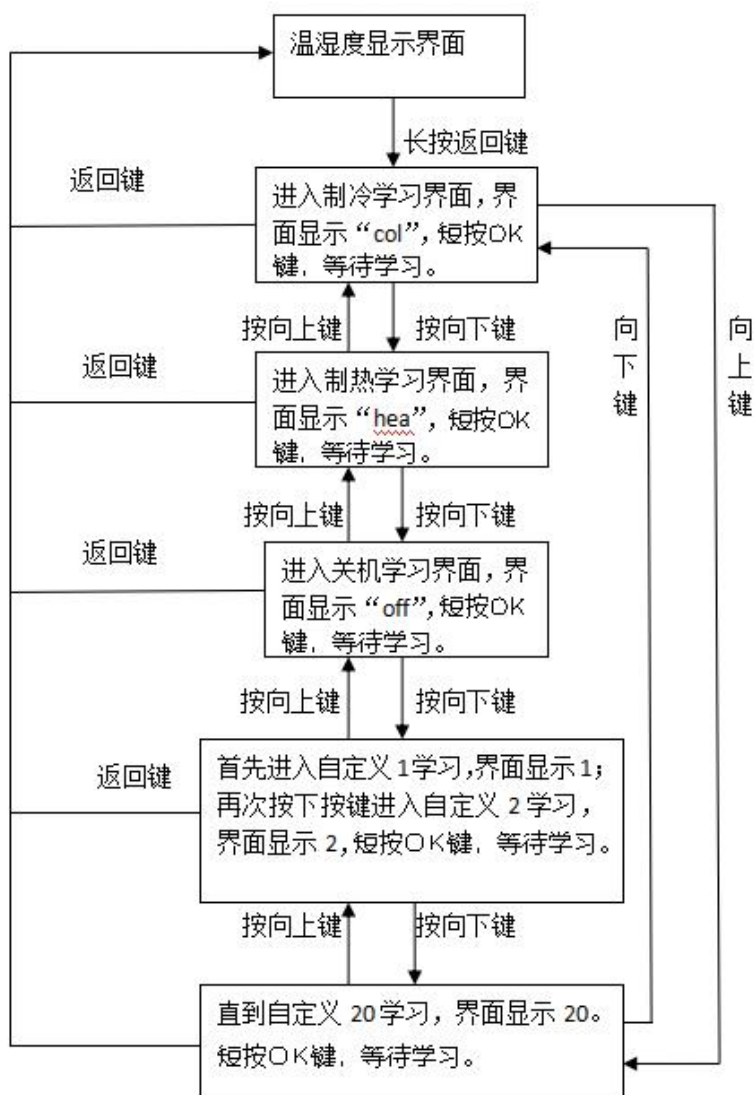 温湿度显示界面
长按返回键
返回键
进入制冷学习界面，界
面显示“col”，短按OK
键，等待学习。
按向上键
按向下键
向下键
向上键
返回键
进入制热学习界面，界
面显示“hea”，短按OK
键，等待学习。
按向上键
按向下键
返回键
进入关机学习界面，界
面显示“off”，短按OK
键，等待学习。
按向上键
按向下键
返回键
首先进入自定义1学习，界面显示1；
再次按下按键进入自定义2学习，
界面显示2，短按OK键，等待学习。
按向上键
按向下键
直到自定义20学习，界面显示20。
短按OK键，等待学习。